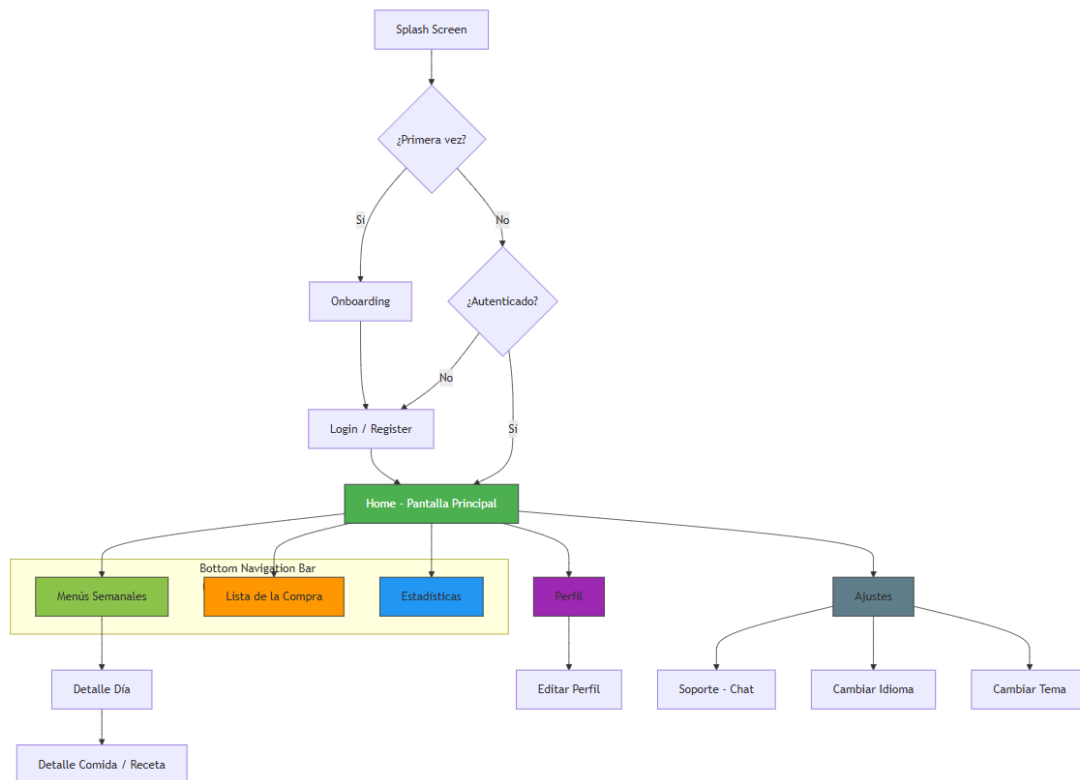 Splash Screen
¿Primera vez?
Sí
No
Onboarding
¿Autenticado?
No
Login / Register
Sí
Home - Pantalla Principal
Bottom Navigation Bar
Menús Semanales
Lista de la Compra
Estadísticas
Perfil
Ajustes
Detalle Día
Editar Perfil
Soporte - Chat
Cambiar Idioma
Cambiar Tema
Detalle Comida / Receta